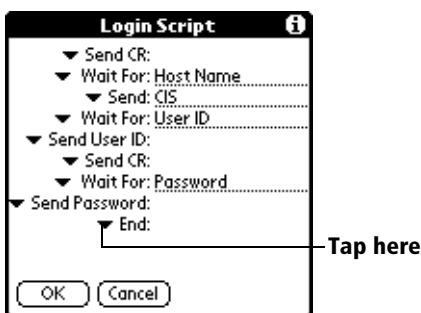 Login Script i
Send CR:
Wait For: Host Name
Send: CIS
Wait For: User ID
Send User ID:
Send CR:
Wait For: Password
Send Password:
End:
Tap here
OK Cancel